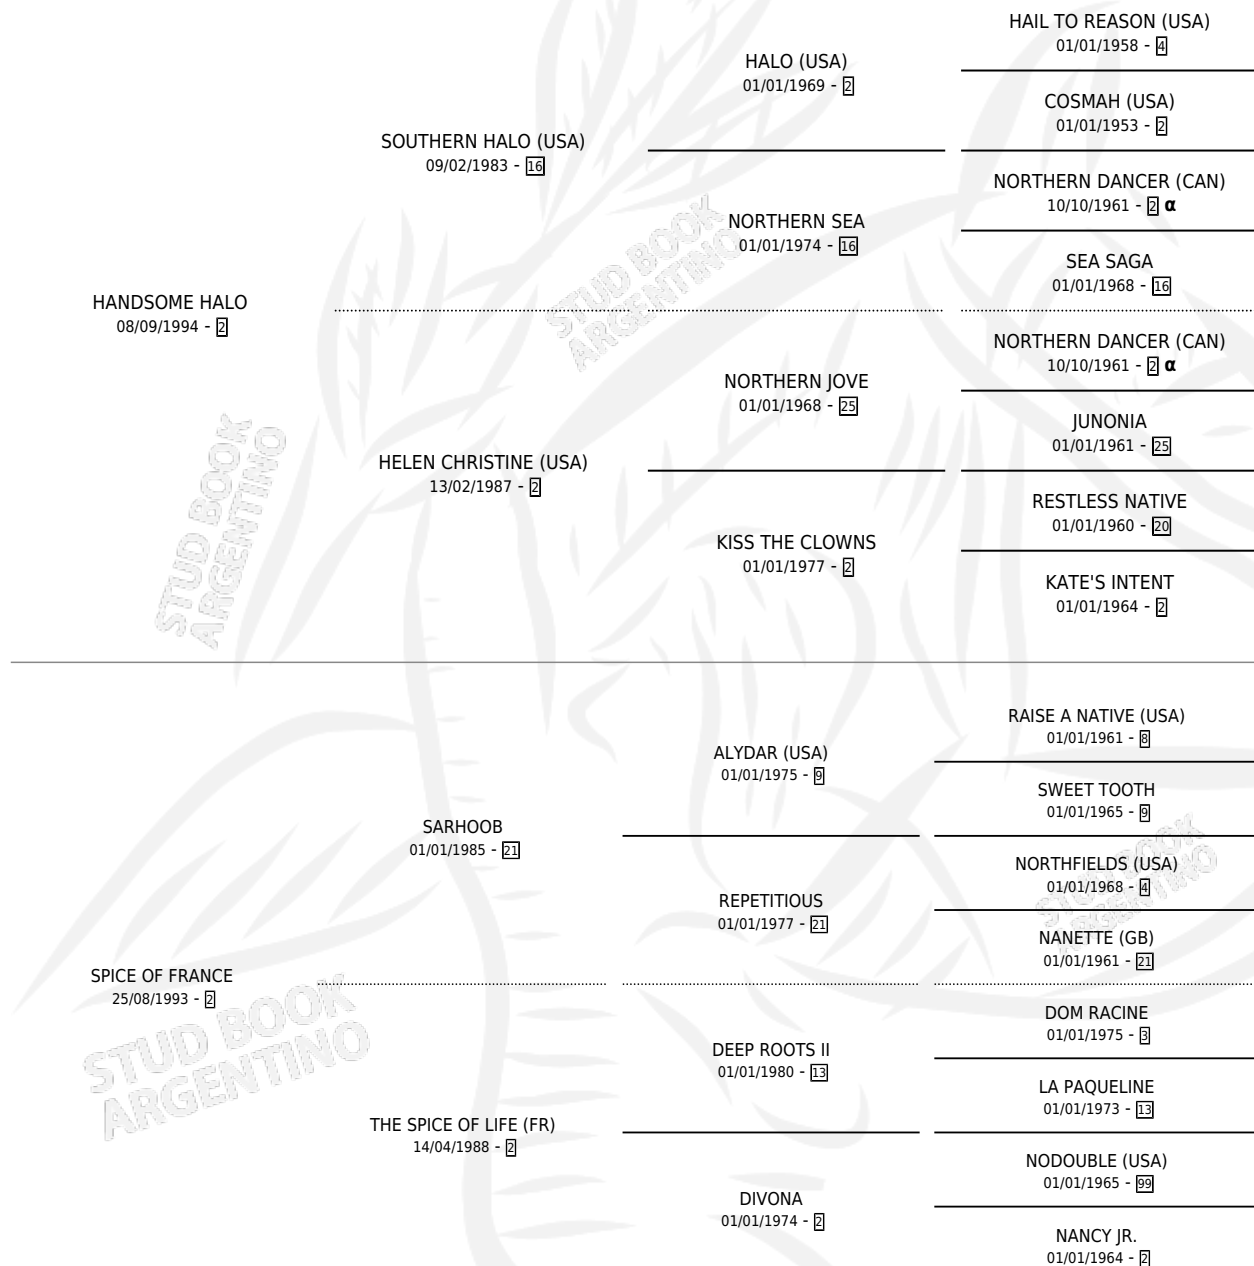 HAIL TO REASON (USA)
01/01/1958 - 4
HALO (USA)
01/01/1969 - 2
COSMAH (USA)
01/01/1953 - 2
SOUTHERN HALO (USA)
09/02/1983 - 16
NORTHERN DANCER (CAN)
10/10/1961 - 2 α
NORTHERN SEA
01/01/1974 - 16
SEA SAGA
01/01/1968 - 16
HANDSOME HALO
08/09/1994 - 2
NORTHERN DANCER (CAN)
10/10/1961 - 2 α
NORTHERN JOVE
01/01/1968 - 25
JUNONIA
01/01/1961 - 25
HELEN CHRISTINE (USA)
13/02/1987 - 2
RESTLESS NATIVE
01/01/1960 - 20
KISS THE CLOWNS
01/01/1977 - 2
KATE'S INTENT
01/01/1964 - 2
RAISE A NATIVE (USA)
01/01/1961 - 8
ALYDAR (USA)
01/01/1975 - 9
SWEET TOOTH
01/01/1965 - 9
SARHOOB
01/01/1985 - 21
NORTHFIELDS (USA)
01/01/1968 - 4
REPETITIOUS
01/01/1977 - 21
NANETTE (GB)
01/01/1961 - 21
SPICE OF FRANCE
25/08/1993 - 2
DOM RACINE
01/01/1975 - 3
DEEP ROOTS II
01/01/1980 - 13
LA PAQUELINE
01/01/1973 - 13
THE SPICE OF LIFE (FR)
14/04/1988 - 2
NODOUBLE (USA)
01/01/1965 - 99
DIVONA
01/01/1974 - 2
NANCY JR.
01/01/1964 - 2
STUD BOOK
ARGENTINO
STUD BOOK
ARGENTINO
STUD BOOK
ARGENTINO
STUD BOOK
ARGENTINO